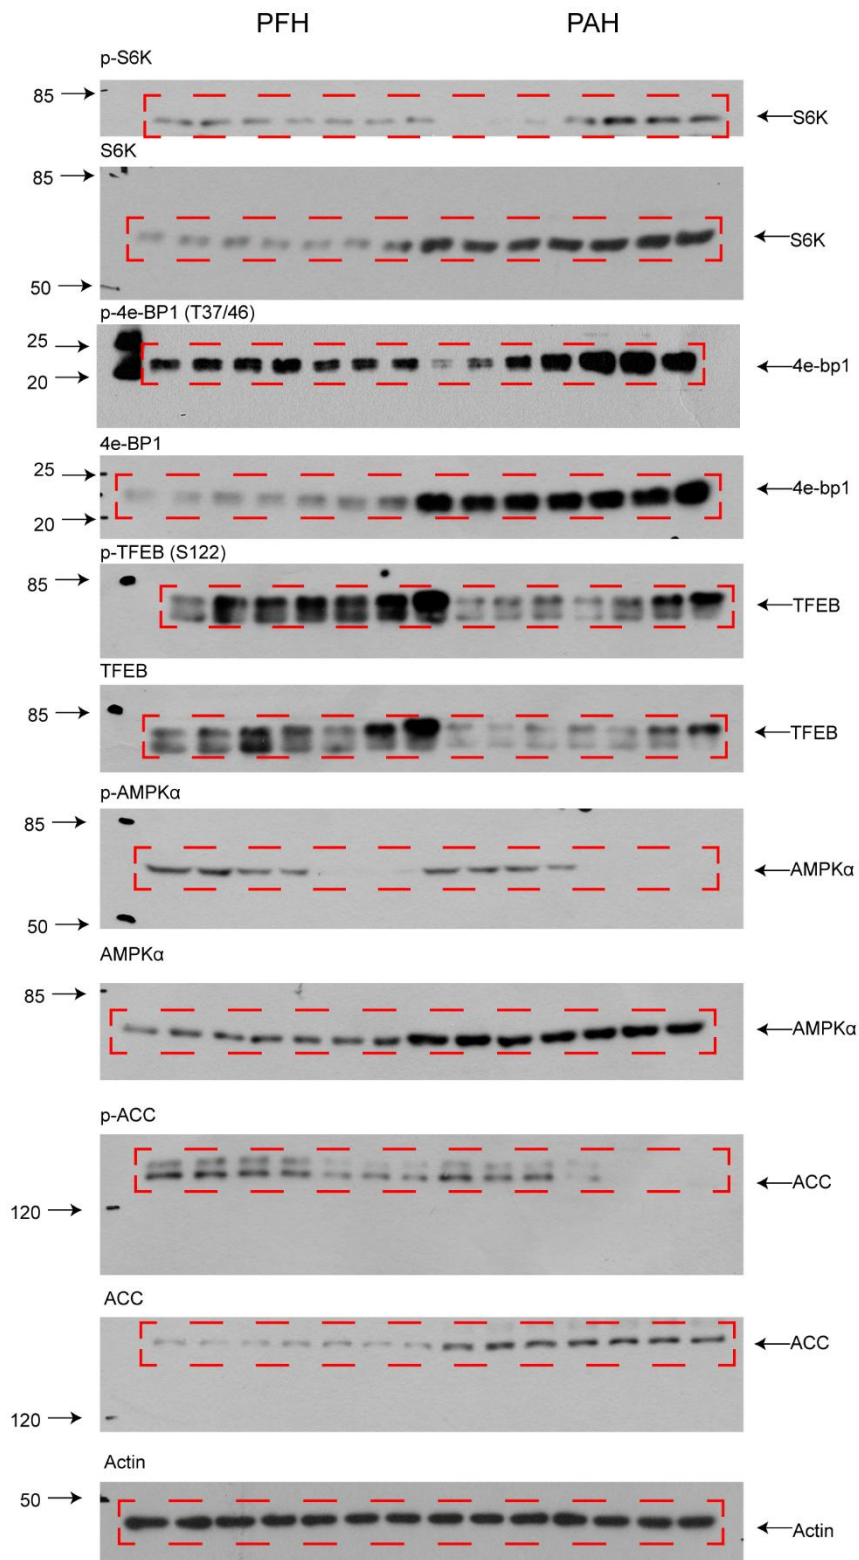 PFH PAH
p-S6K
85
S6K
S6K
85
S6K
50
p-4e-BP1 (T37/46)
25
4e-bp1
20
4e-BP1
25
4e-bp1
20
p-TFEB (S122)
85
TFEB
TFEB
85
TFEB
p-AMPKα
85
AMPKα
50
AMPKα
85
AMPKα
p-ACC
ACC
120
ACC
ACC
120
Actin
50
Actin